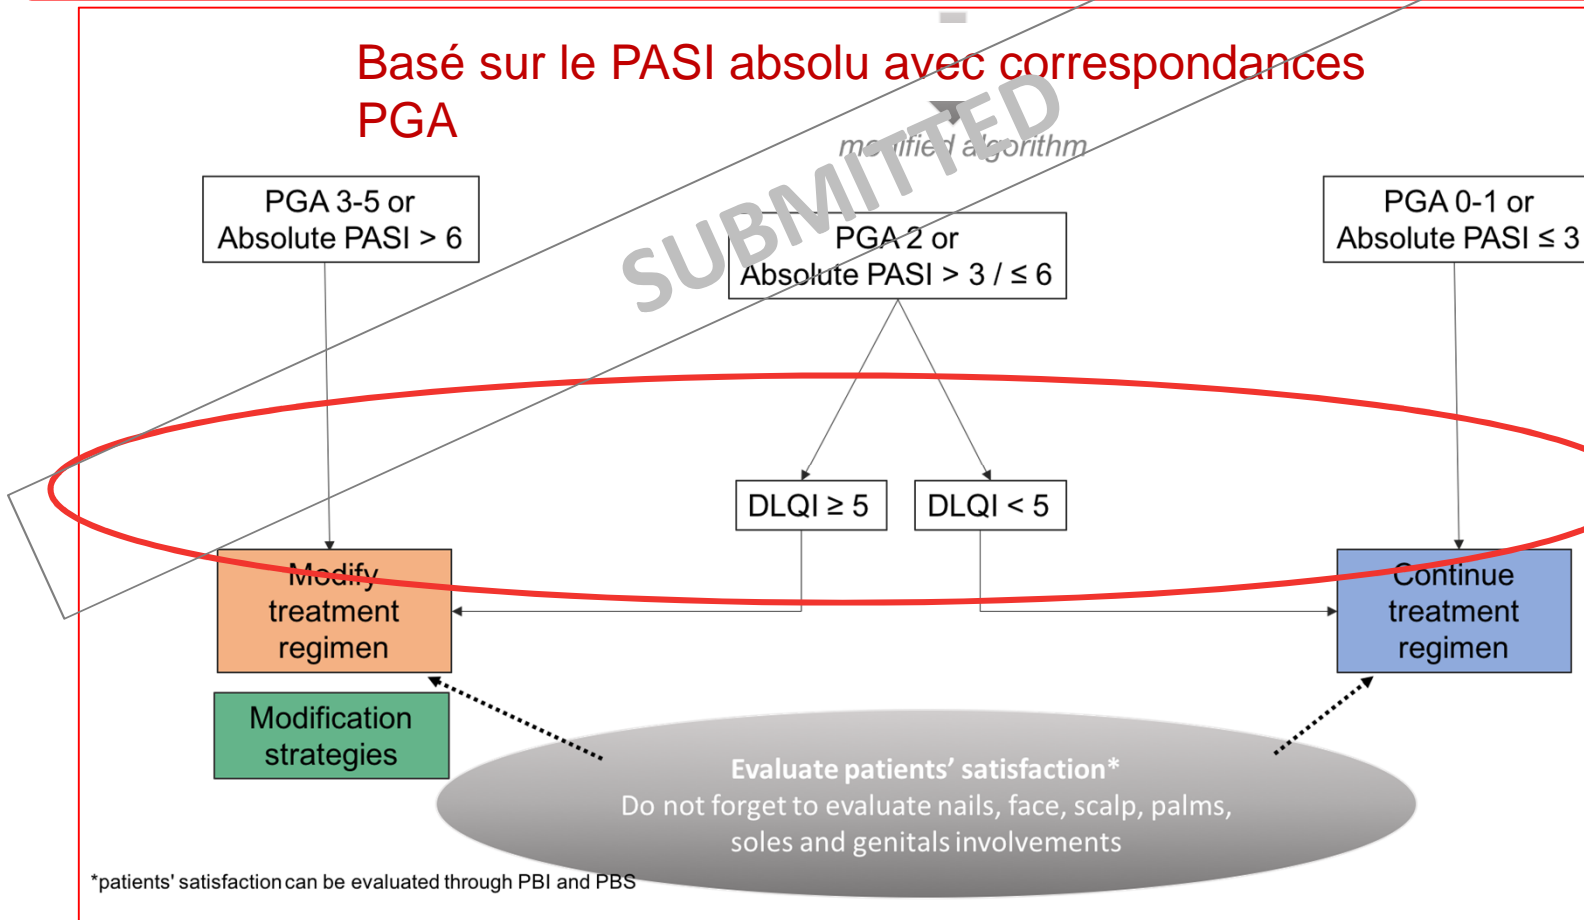 Basé sur le PASI absolu avec correspondances
PGA
modified algorithm
SUBMITTED
PGA 3-5 or
Absolute PASI > 6
PGA 2 or
Absolute PASI > 3 / ≤ 6
PGA 0-1 or
Absolute PASI ≤ 3
DLQI ≥ 5
DLQI < 5
Modify
treatment
regimen
Continue
treatment
regimen
Modification
strategies
Evaluate patients' satisfaction*
Do not forget to evaluate nails, face, scalp, palms,
soles and genitals involvements
*patients' satisfaction can be evaluated through PBI and PBS